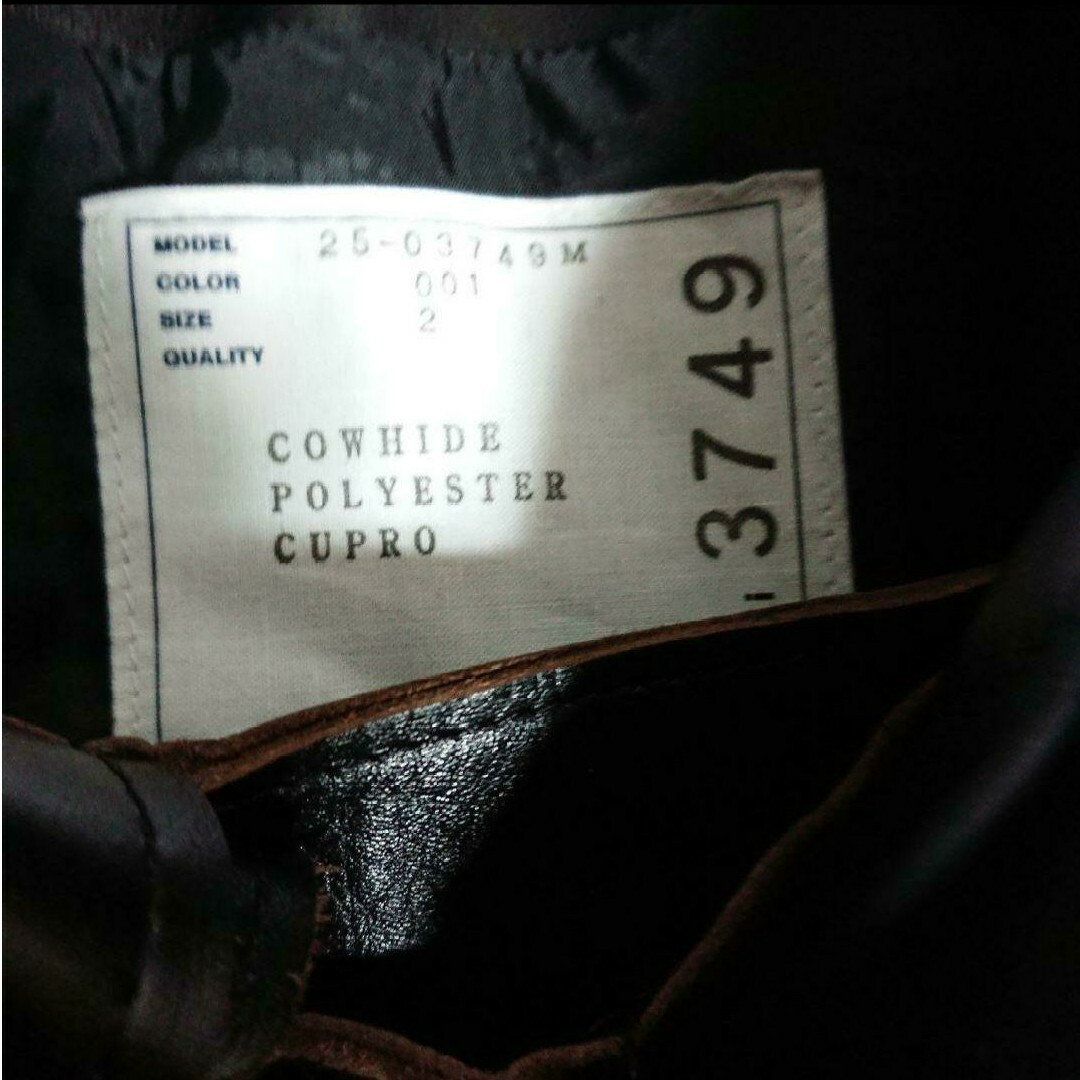 MODEL 25-03749M
COLOR 001
SIZE 2
QUALITY
COWHIDE
POLYESTER
CUPRO
3749